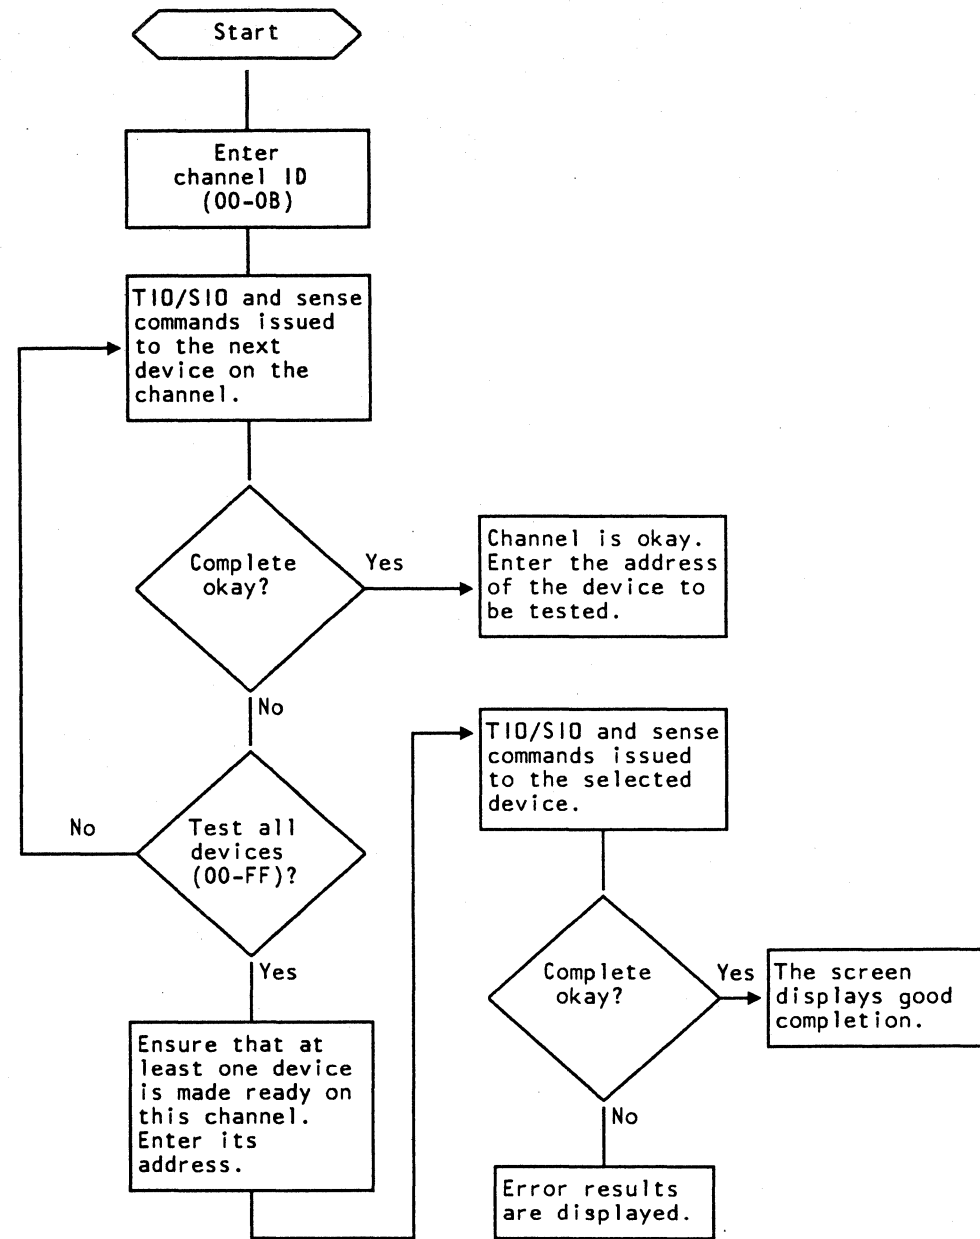 Start
Enter
channel ID
(00-0B)
TIO/SIO and sense
commands issued
to the next
device on the
channel.
Complete
okay?
Yes
Channel is okay.
Enter the address
of the device to
be tested.
No
Test all
devices
(00-FF)?
No
Yes
Ensure that at
least one device
is made ready on
this channel.
Enter its
address.
TIO/SIO and sense
commands issued
to the selected
device.
Complete
okay?
Yes
The screen
displays good
completion.
No
Error results
are displayed.